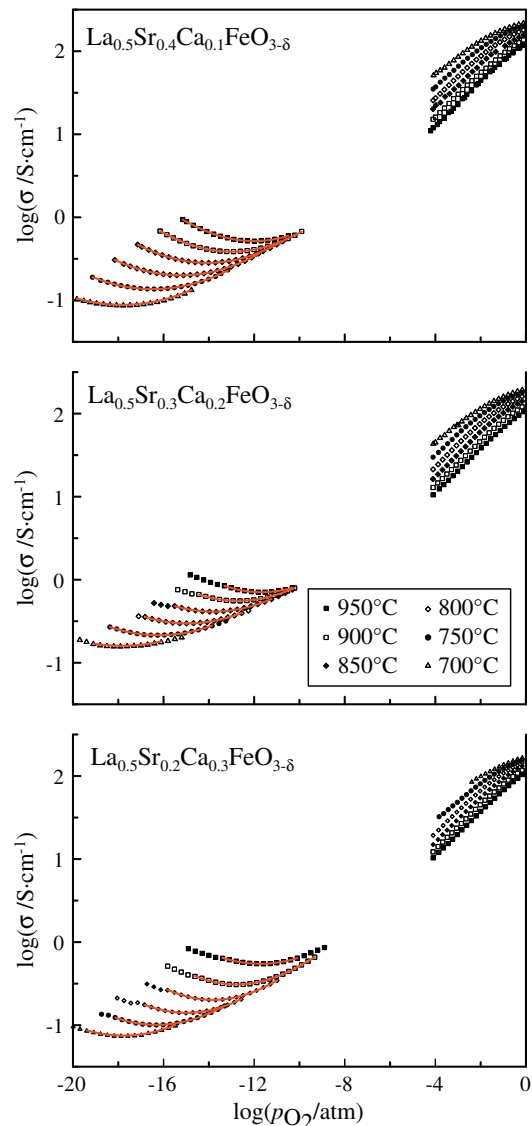 La₀.₅Sr₀.₄Ca₀.₁FeO₃₋δ
2
1
0
-1
log(σ /S·cm⁻¹)
La₀.₅Sr₀.₃Ca₀.₂FeO₃₋δ
2
1
0
-1
log(σ /S·cm⁻¹)
950°C 800°C
900°C 750°C
850°C 700°C
La₀.₅Sr₀.₂Ca₀.₃FeO₃₋δ
2
1
0
-1
log(σ /S·cm⁻¹)
-20 -16 -12 -8 -4 0
log(pO₂/atm)